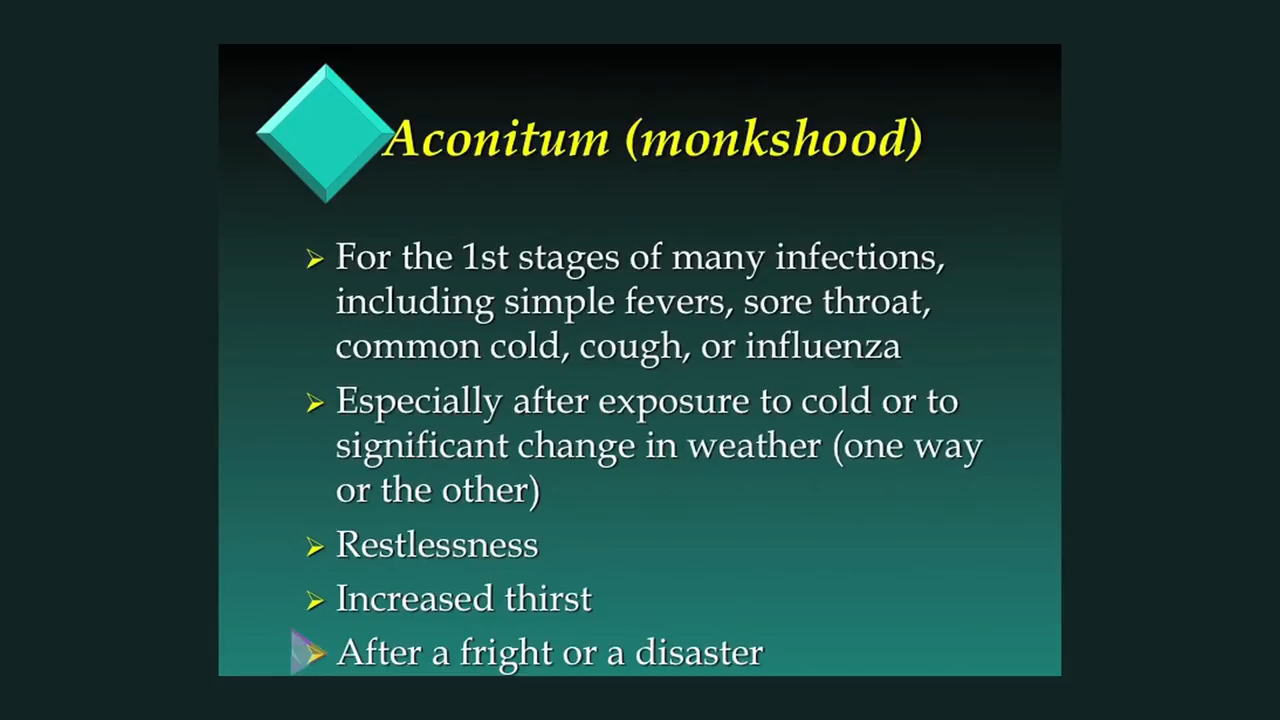 Aconitum (monkshood)
For the 1st stages of many infections,
including simple fevers, sore throat,
common cold, cough, or influenza
Especially after exposure to cold or to
significant change in weather (one way
or the other)
Restlessness
Increased thirst
After a fright or a disaster